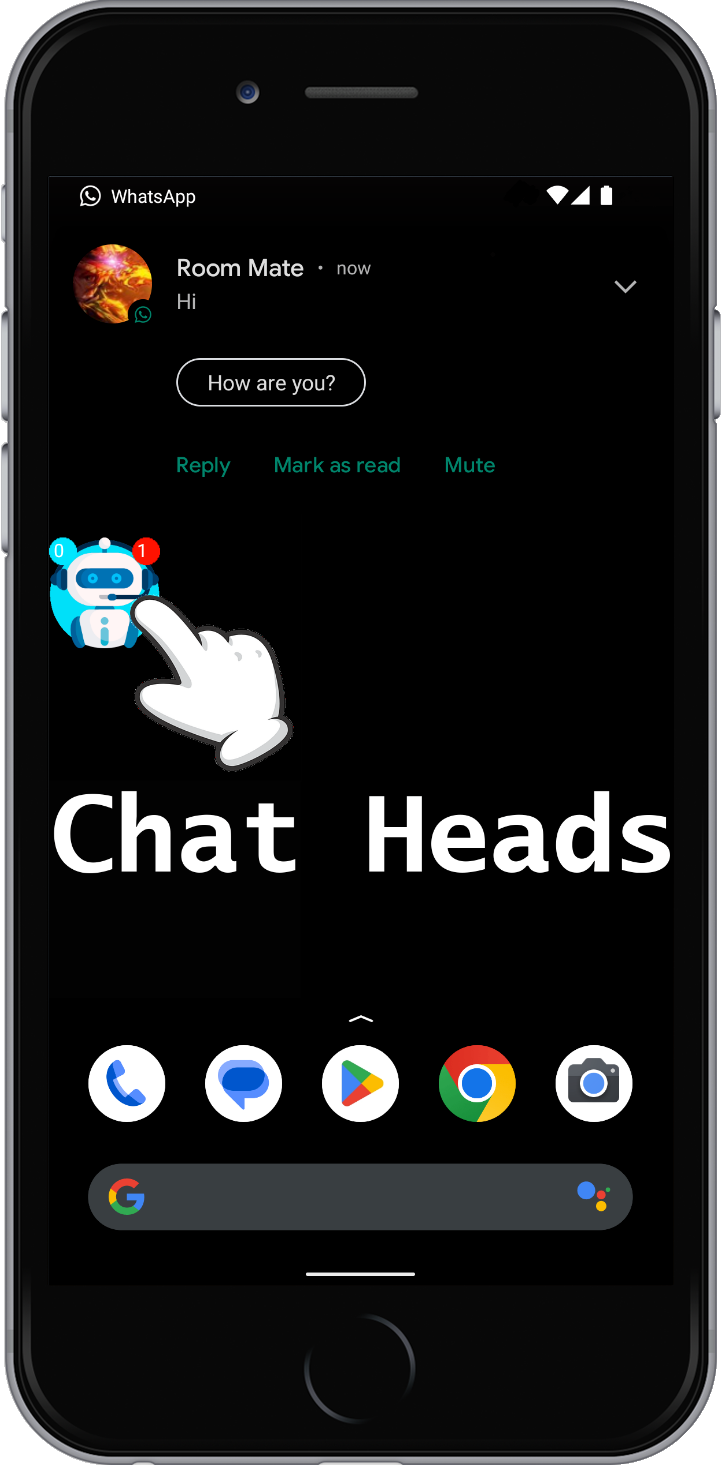 WhatsApp
Room Mate • now
Hi
How are you?
Reply Mark as read Mute
0 1
Chat Heads